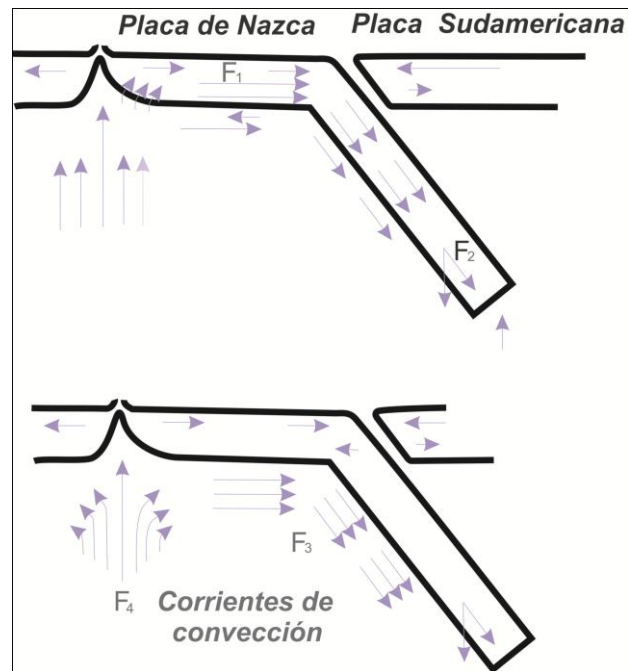 Placa de Nazca Placa Sudamericana
F1
F2
F3
F4 Corrientes de
convección